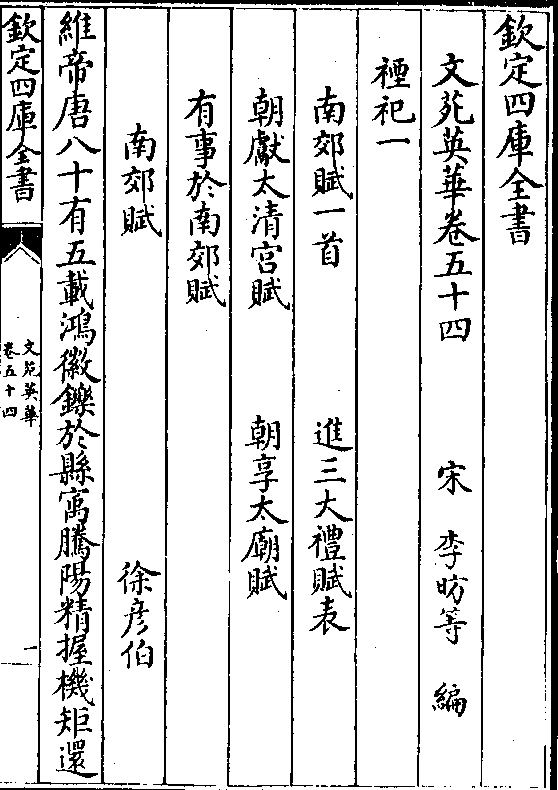 欽定四庫全書
文苑英華卷五十四 宋 李昉等 編
禋祀一
南郊賦一首 進三大禮賦表
朝獻太清宮賦 朝享太廟賦
有事於南郊賦
南郊賦 徐彦伯
維帝唐八十有五載鴻徽鑠於縣寓騰陽精握機矩還
欽定四庫全書
文苑英華
卷五十四
一